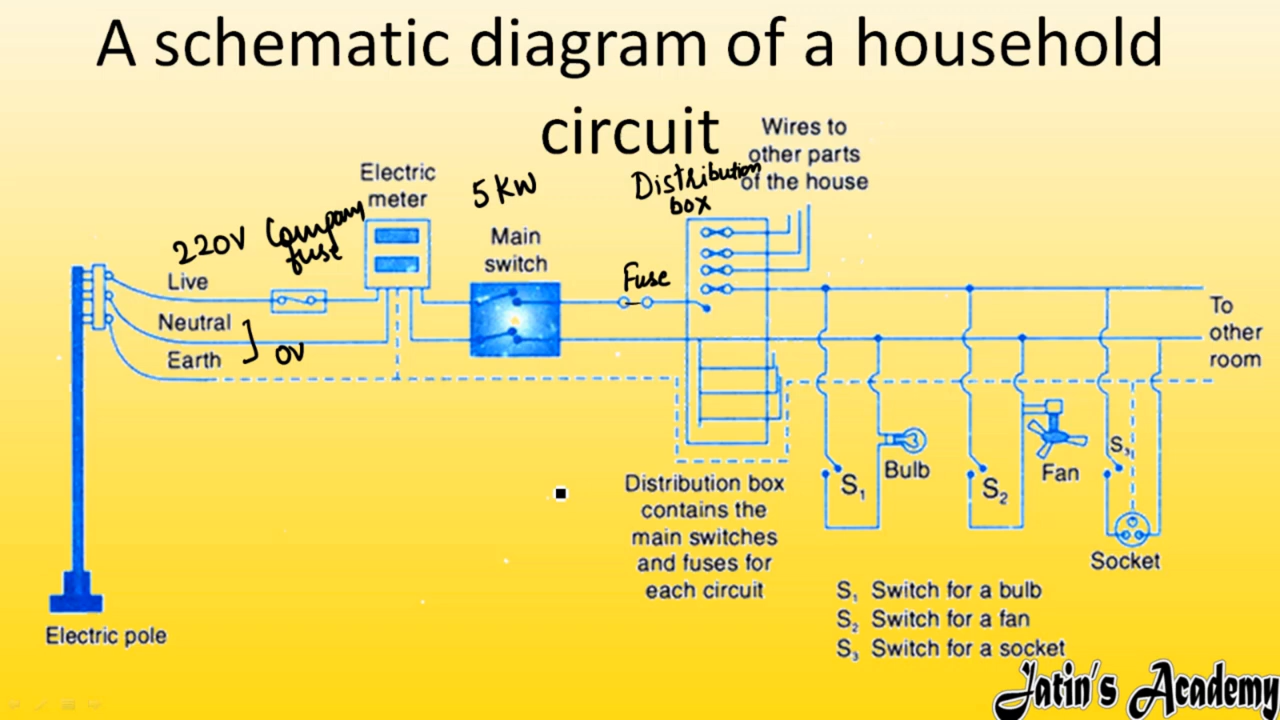 A schematic diagram of a household
circuit
Wires to
other parts
of the house
Electric
meter
5 KW
Distribution
box
220V
Company
fuse
Main
switch
Live
Fuse
Neutral
Earth
0V
To
other
room
Bulb
Fan
S₁
S₂
S₃
Distribution box
contains the
main switches
and fuses for
each circuit
Socket
S₁ Switch for a bulb
S₂ Switch for a fan
S₃ Switch for a socket
Electric pole
Jatin's Academy